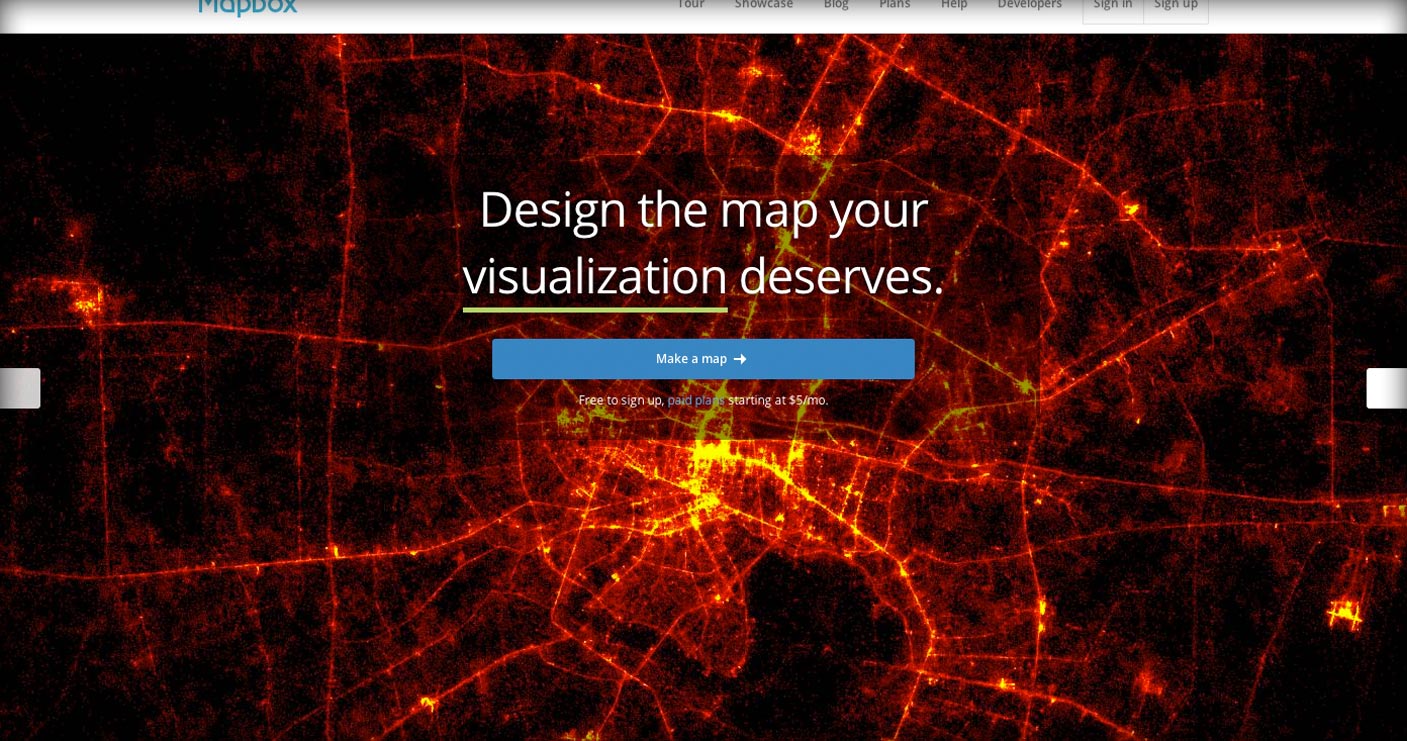 Mapbox
Tour Showcase Blog Plans Help Developers Sign in Sign up
Design the map your
visualization deserves.
Make a map →
Free to sign up, paid plans starting at $5/mo.